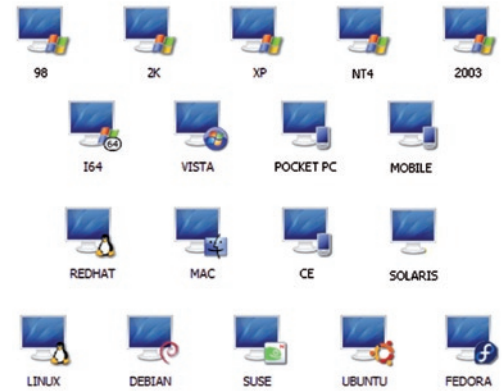 98 2K XP NT4 2003
64
I64 VISTA POCKET PC MOBILE
REDHAT MAC CE SOLARIS
LINUX DEBIAN SUSE UBUNTU FEDORA